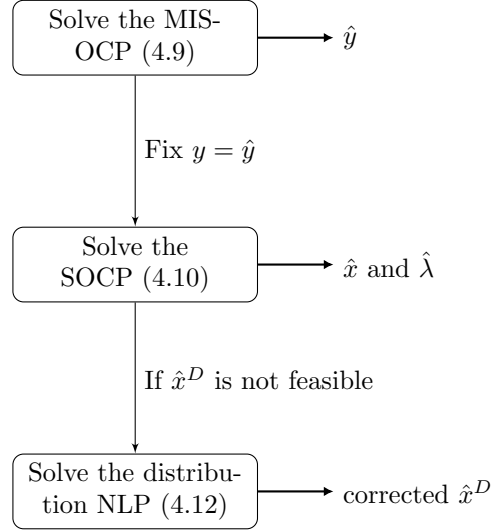 Solve the MIS-
OCP (4.9)
ŷ
Fix y = ŷ
Solve the
SOCP (4.10)
x̂ and λ̂
If x̂ᴰ is not feasible
Solve the distribu-
tion NLP (4.12)
corrected x̂ᴰ